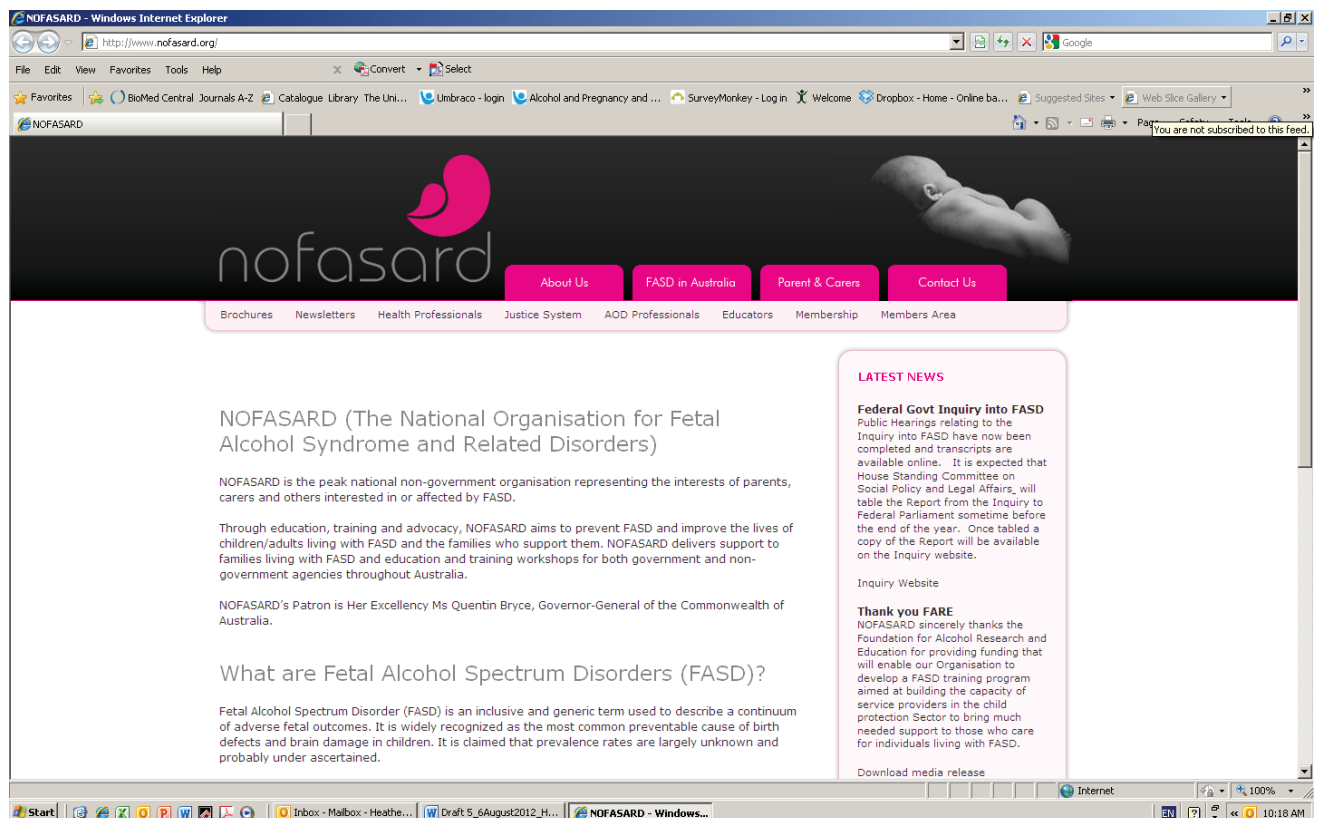 NOFASARD - Windows Internet Explorer
http://www.nofasard.org/
Google
File Edit View Favorites Tools Help
Convert Select
Favorites BioMed Central Journals A-Z Catalogue Library The Uni... Umbraco - login Alcohol and Pregnancy and ... SurveyMonkey - Log in Welcome Dropbox - Home - Online ba... Suggested Sites Web Slice Gallery
NOFASARD
You are not subscribed to this feed.
nofasard
About Us FASD in Australia Parent & Carers Contact Us
Brochures Newsletters Health Professionals Justice System AOD Professionals Educators Membership Members Area
NOFASARD (The National Organisation for Fetal
Alcohol Syndrome and Related Disorders)
NOFASARD is the peak national non-government organisation representing the interests of parents,
carers and others interested in or affected by FASD.
Through education, training and advocacy, NOFASARD aims to prevent FASD and improve the lives of
children/adults living with FASD and the families who support them. NOFASARD delivers support to
families living with FASD and education and training workshops for both government and non-
government agencies throughout Australia.
NOFASARD´s Patron is Her Excellency Ms Quentin Bryce, Governor-General of the Commonwealth of
Australia.
What are Fetal Alcohol Spectrum Disorders (FASD)?
Fetal Alcohol Spectrum Disorder (FASD) is an inclusive and generic term used to describe a continuum
of adverse fetal outcomes. It is widely recognized as the most common preventable cause of birth
defects and brain damage in children. It is claimed that prevalence rates are largely unknown and
probably under ascertained.
LATEST NEWS
Federal Govt Inquiry into FASD
Public Hearings relating to the
Inquiry into FASD have now been
completed and transcripts are
available online. It is expected that
House Standing Committee on
Social Policy and Legal Affairs will
table the Report from the Inquiry to
Federal Parliament sometime before
the end of the year. Once tabled a
copy of the Report will be available
on the Inquiry website.
Inquiry Website
Thank you FARE
NOFASARD sincerely thanks the
Foundation for Alcohol Research and
Education for providing funding that
will enable our Organisation to
develop a FASD training program
aimed at building the capacity of
service providers in the child
protection Sector to bring much
needed support to those who care
for individuals living with FASD.
Download media release
Internet 100%
Start Inbox - Mailbox - Heathe... Draft 5_6August2012_H... NOFASARD - Windows... EN 10:18 AM